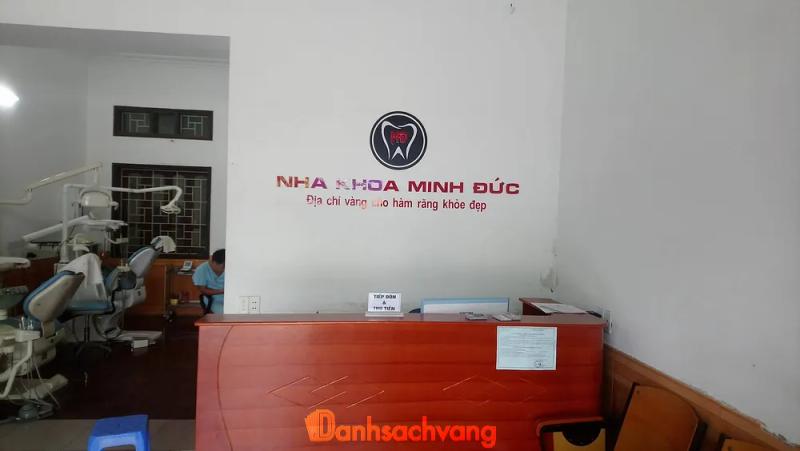 NHA KHOA MINH ĐỨC
Địa chỉ vàng cho hàm răng khỏe đẹp
TIẾP ĐÓN
&
THU TIỀN
Danhsachvang